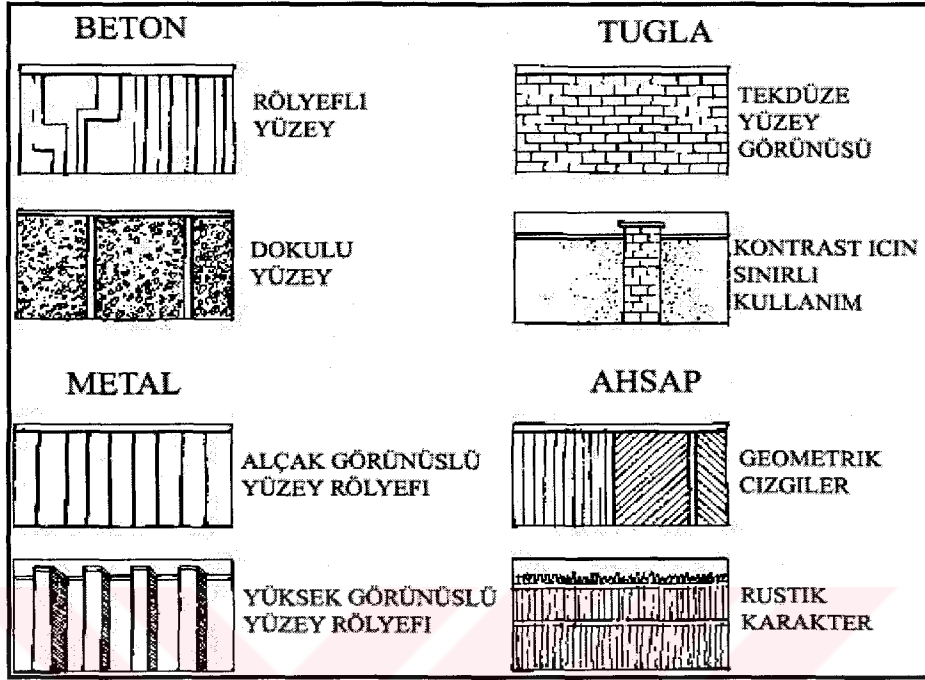 BETON
RÖLYEFLI
YÜZEY
DOKULU
YÜZEY
TUGLA
TEKDÜZE
YÜZEY
GÖRÜNÜSÜ
KONTRAST ICIN
SINIRLI
KULLANIM
METAL
ALÇAK GÖRÜNÜSLÜ
YÜZEY RÖLYEFI
YÜKSEK GÖRÜNÜSLÜ
YÜZEY RÖLYEFI
AHSAP
GEOMETRIK
CIZGILER
RUSTIK
KARAKTER